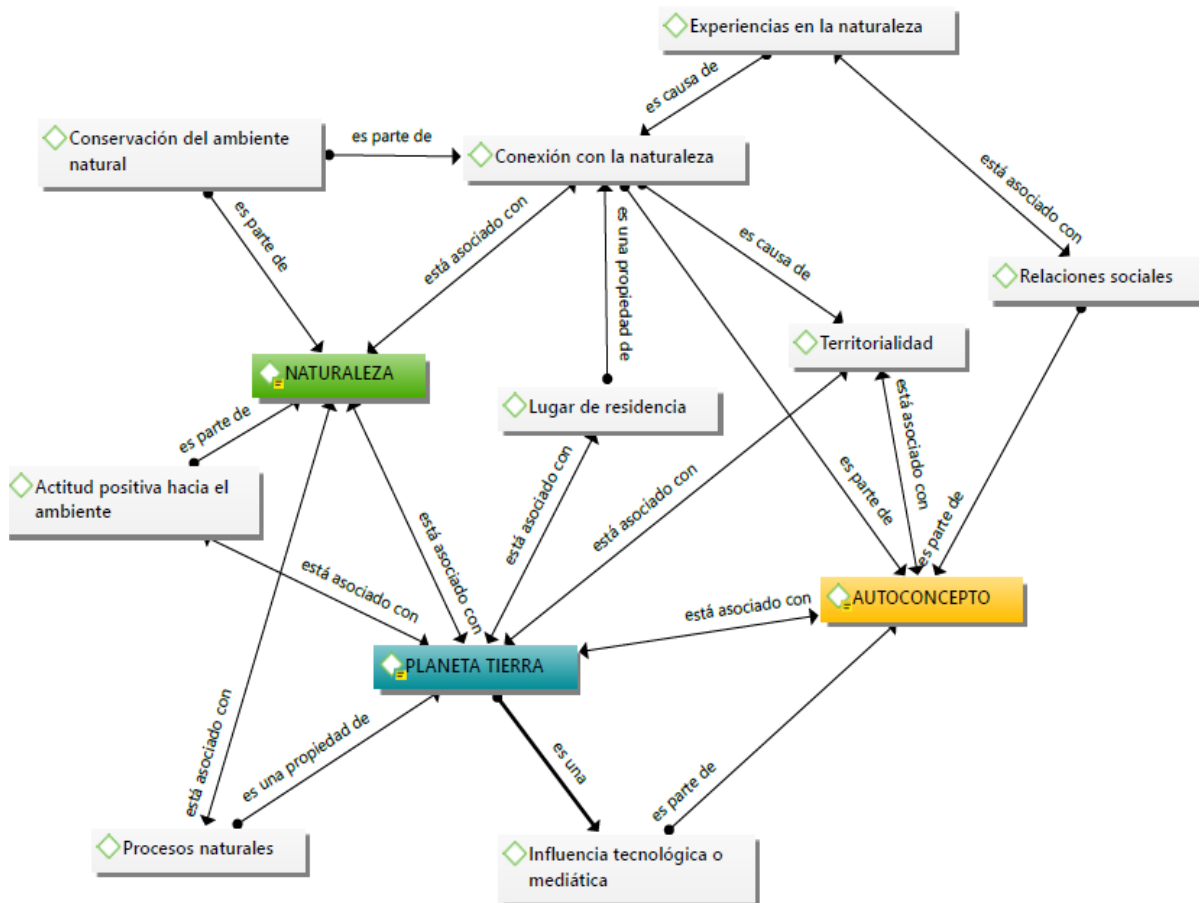 Experiencias en la naturaleza
es causa de
Conservación del ambiente
natural
es parte de
Conexión con la naturaleza
está asociado con
es parte de
está asociado con
es una propiedad de
es causa de
Relaciones sociales
Territorialidad
NATURALEZA
Lugar de residencia
es parte de
está asociado con
Actitud positiva hacia el
ambiente
está asociado con
está asociado con
está asociado con
es parte de
es parte de
está asociado con
AUTOCONCEPTO
está asociado con
PLANETA TIERRA
está asociado con
es una propiedad de
es una
es parte de
Procesos naturales
Influencia tecnológica o
mediática